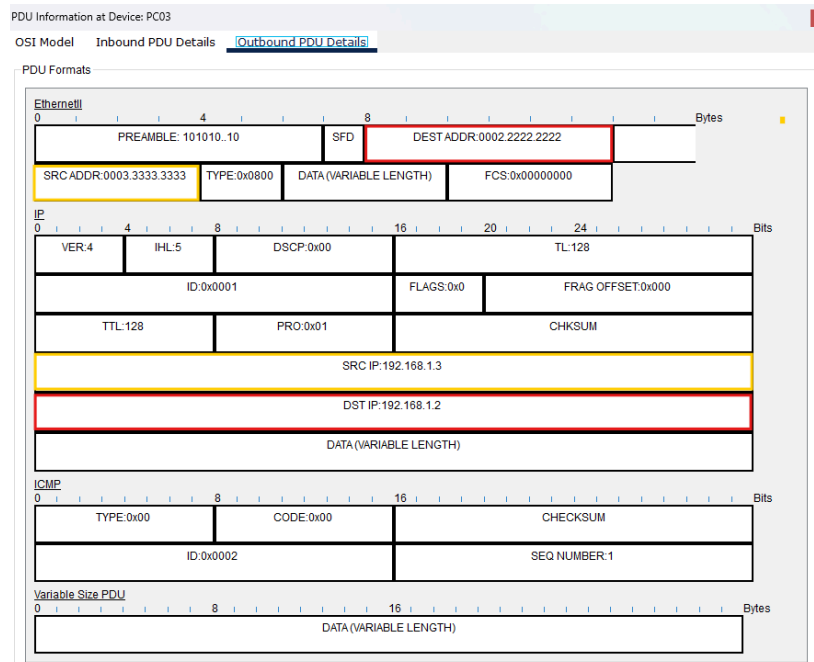 PDU Information at Device: PC03
OSI Model Inbound PDU Details Outbound PDU Details
PDU Formats
EthernetII
0 4 8 Bytes
PREAMBLE: 101010..10 SFD DEST ADDR:0002.2222.2222
SRC ADDR:0003.3333.3333 TYPE:0x0800 DATA (VARIABLE LENGTH) FCS:0x00000000
IP
0 4 8 16 20 24 Bits
VER:4 IHL:5 DSCP:0x00 TL:128
ID:0x0001 FLAGS:0x0 FRAG OFFSET:0x000
TTL:128 PRO:0x01 CHKSUM
SRC IP:192.168.1.3
DST IP:192.168.1.2
DATA (VARIABLE LENGTH)
ICMP
0 8 16 Bits
TYPE:0x00 CODE:0x00 CHECKSUM
ID:0x0002 SEQ NUMBER:1
Variable Size PDU
0 8 16 Bytes
DATA (VARIABLE LENGTH)